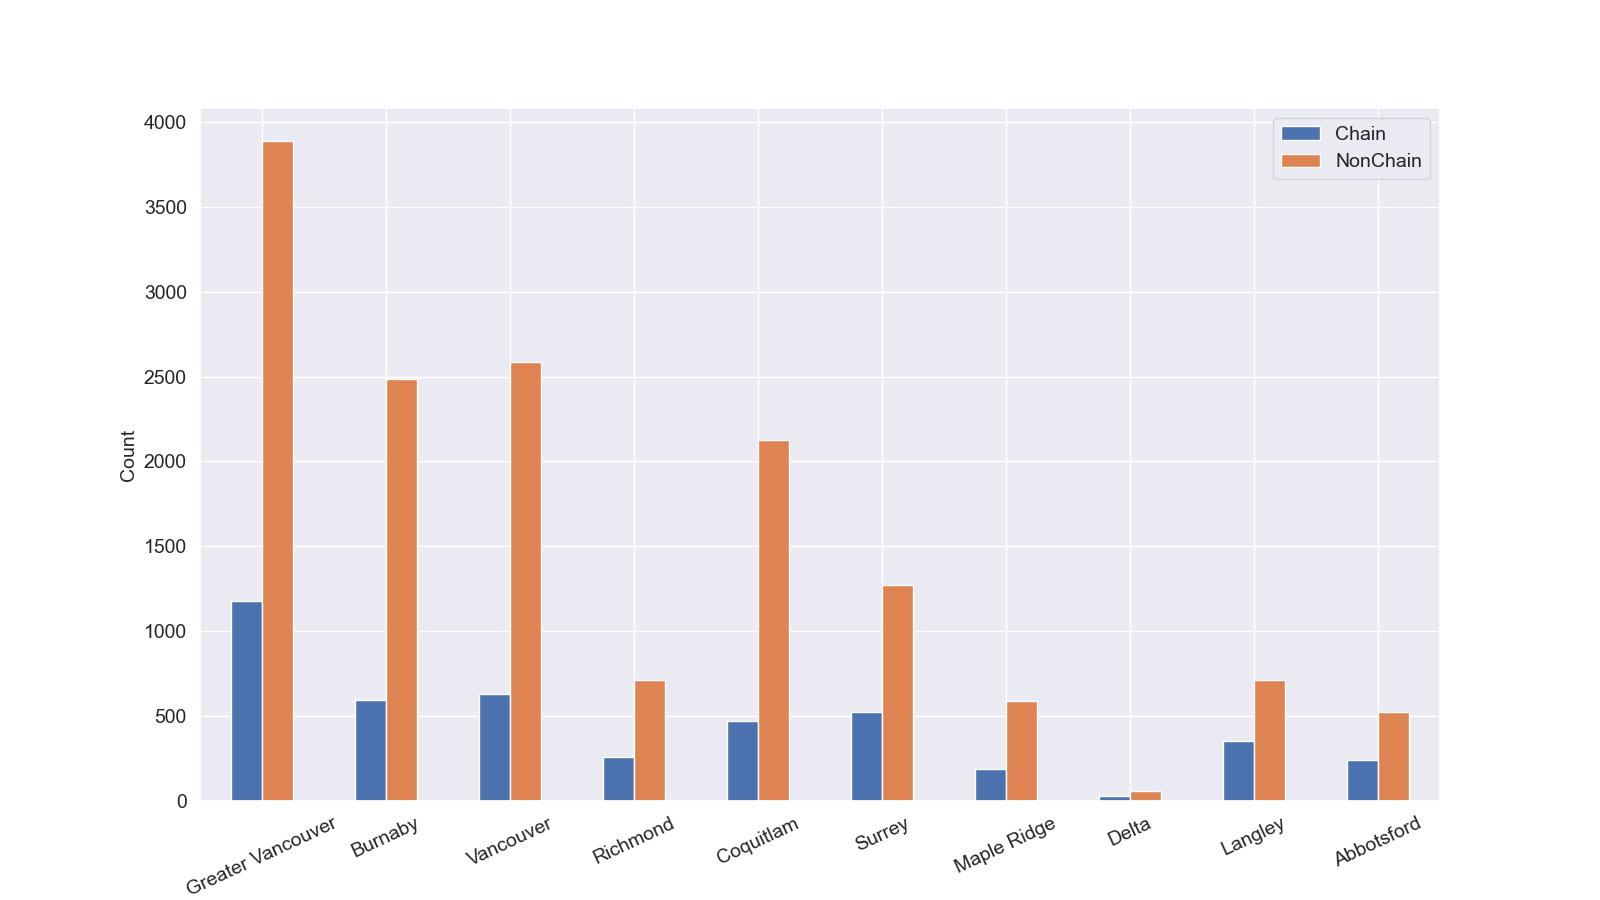 4000
3500
3000
2500
2000
1500
1000
500
0
Count
Chain
NonChain
Greater Vancouver
Burnaby
Vancouver
Richmond
Coquitlam
Surrey
Maple Ridge
Delta
Langley
Abbotsford